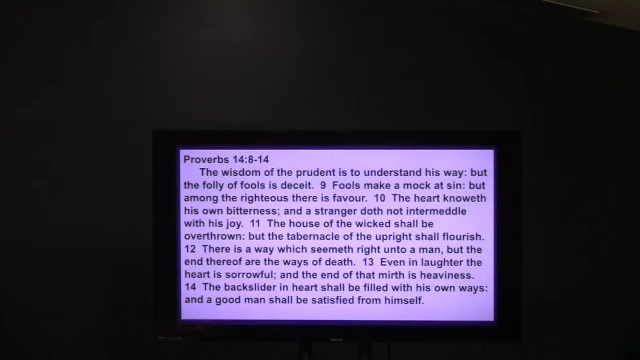 Proverbs 14:8-14
The wisdom of the prudent is to understand his way: but
the folly of fools is deceit. 9 Fools make a mock at sin: but
among the righteous there is favour. 10 The heart knoweth
his own bitterness; and a stranger doth not intermeddle
with his joy. 11 The house of the wicked shall be
overthrown: but the tabernacle of the upright shall flourish.
12 There is a way which seemeth right unto a man, but the
end thereof are the ways of death. 13 Even in laughter the
heart is sorrowful; and the end of that mirth is heaviness.
14 The backslider in heart shall be filled with his own ways:
and a good man shall be satisfied from himself.